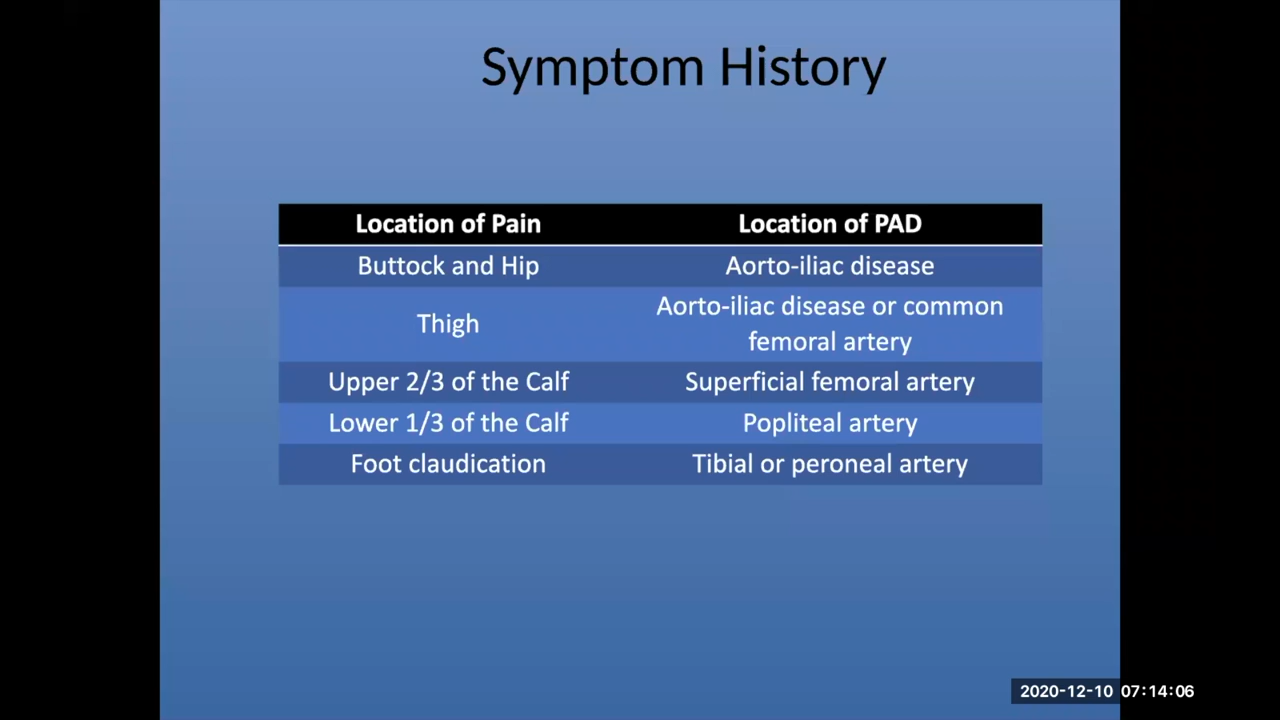 Symptom History
Location of Pain Location of PAD
Buttock and Hip Aorto-iliac disease
Thigh Aorto-iliac disease or common
femoral artery
Upper 2/3 of the Calf Superficial femoral artery
Lower 1/3 of the Calf Popliteal artery
Foot claudication Tibial or peroneal artery
2020-12-10 07:14:06